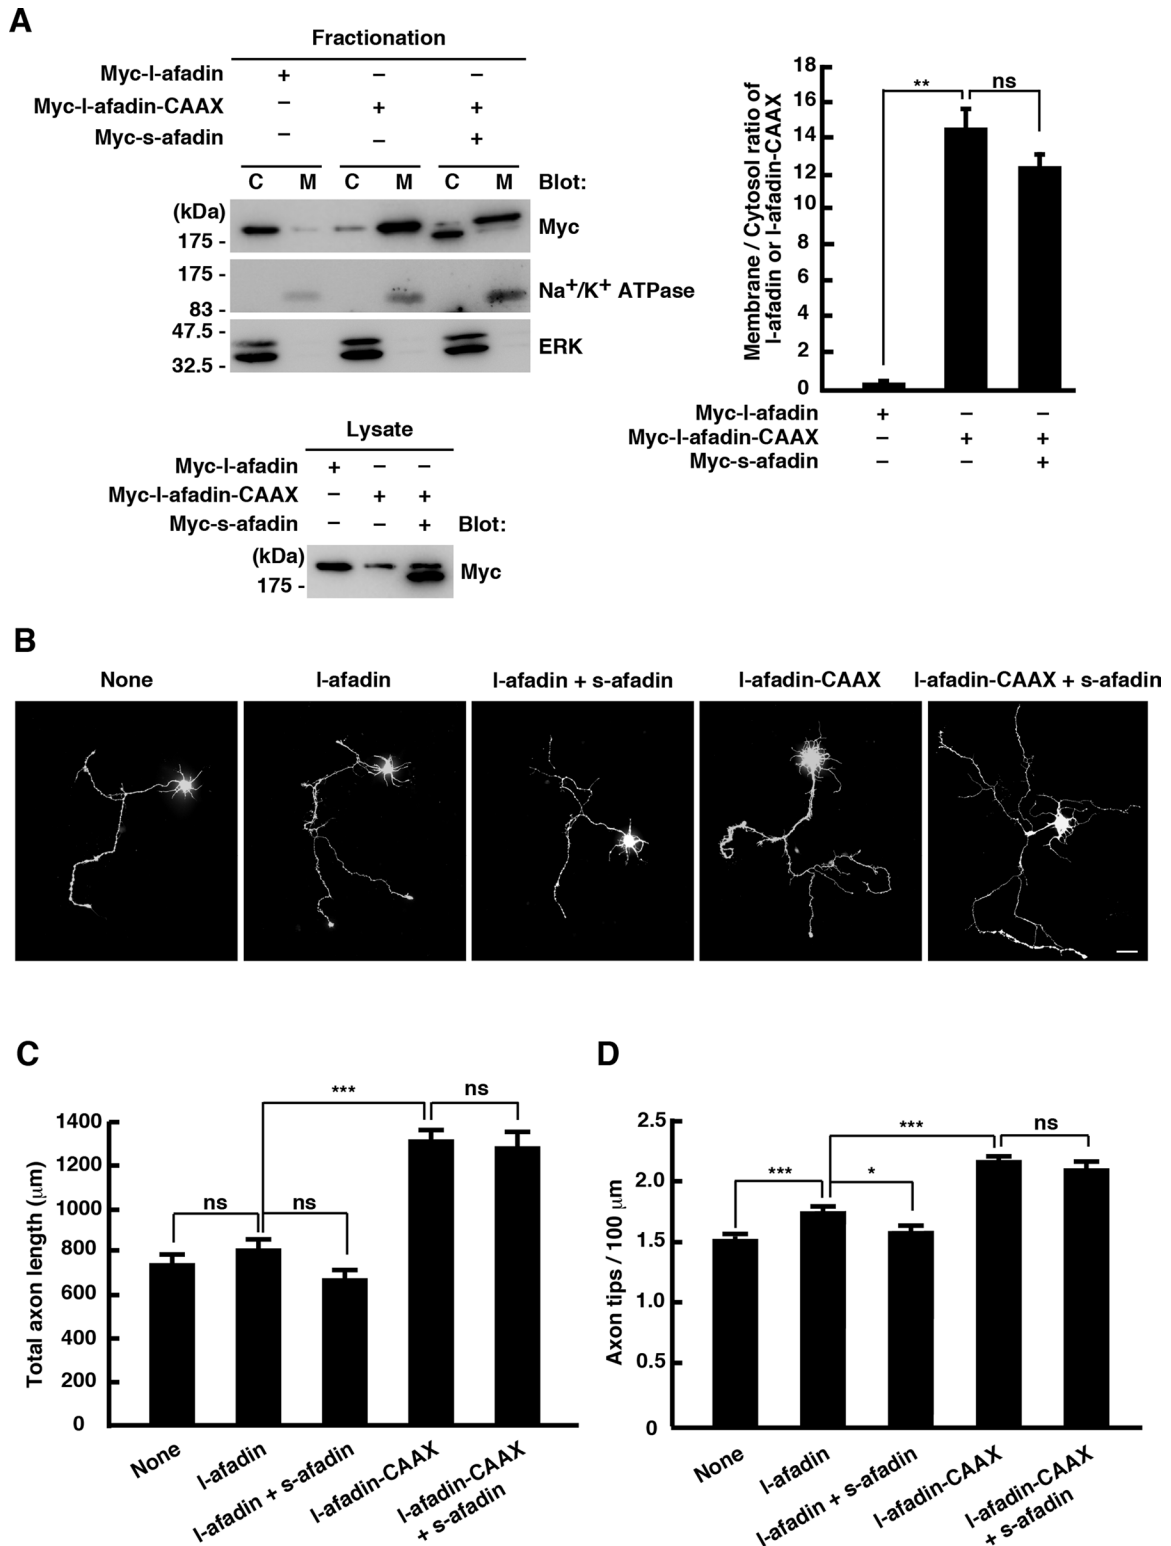 A
Fractionation
Myc-l-afadin + – –
Myc-l-afadin-CAAX – + +
Myc-s-afadin – – +
C M C M C M Blot:
(kDa)
175 - Myc
175 -
83 - Na+/K+ ATPase
47.5 -
32.5 - ERK
Lysate
Myc-l-afadin + – –
Myc-l-afadin-CAAX – + +
Myc-s-afadin – – + Blot:
(kDa)
175 - Myc
Membrane / Cytosol ratio of
l-afadin or l-afadin-CAAX
18
16
14
12
10
8
6
4
2
0
** ns
Myc-l-afadin + – –
Myc-l-afadin-CAAX – + +
Myc-s-afadin – – +
B
None l-afadin l-afadin + s-afadin l-afadin-CAAX l-afadin-CAAX + s-afadin
C
Total axon length (μm)
1400
1200
1000
800
600
400
200
0
ns ns *** ns
None
l-afadin
l-afadin + s-afadin
l-afadin-CAAX
l-afadin-CAAX
+ s-afadin
D
Axon tips / 100 μm
2.5
2.0
1.5
1.0
0.5
0
*** * *** ns
None
l-afadin
l-afadin + s-afadin
l-afadin-CAAX
l-afadin-CAAX
+ s-afadin